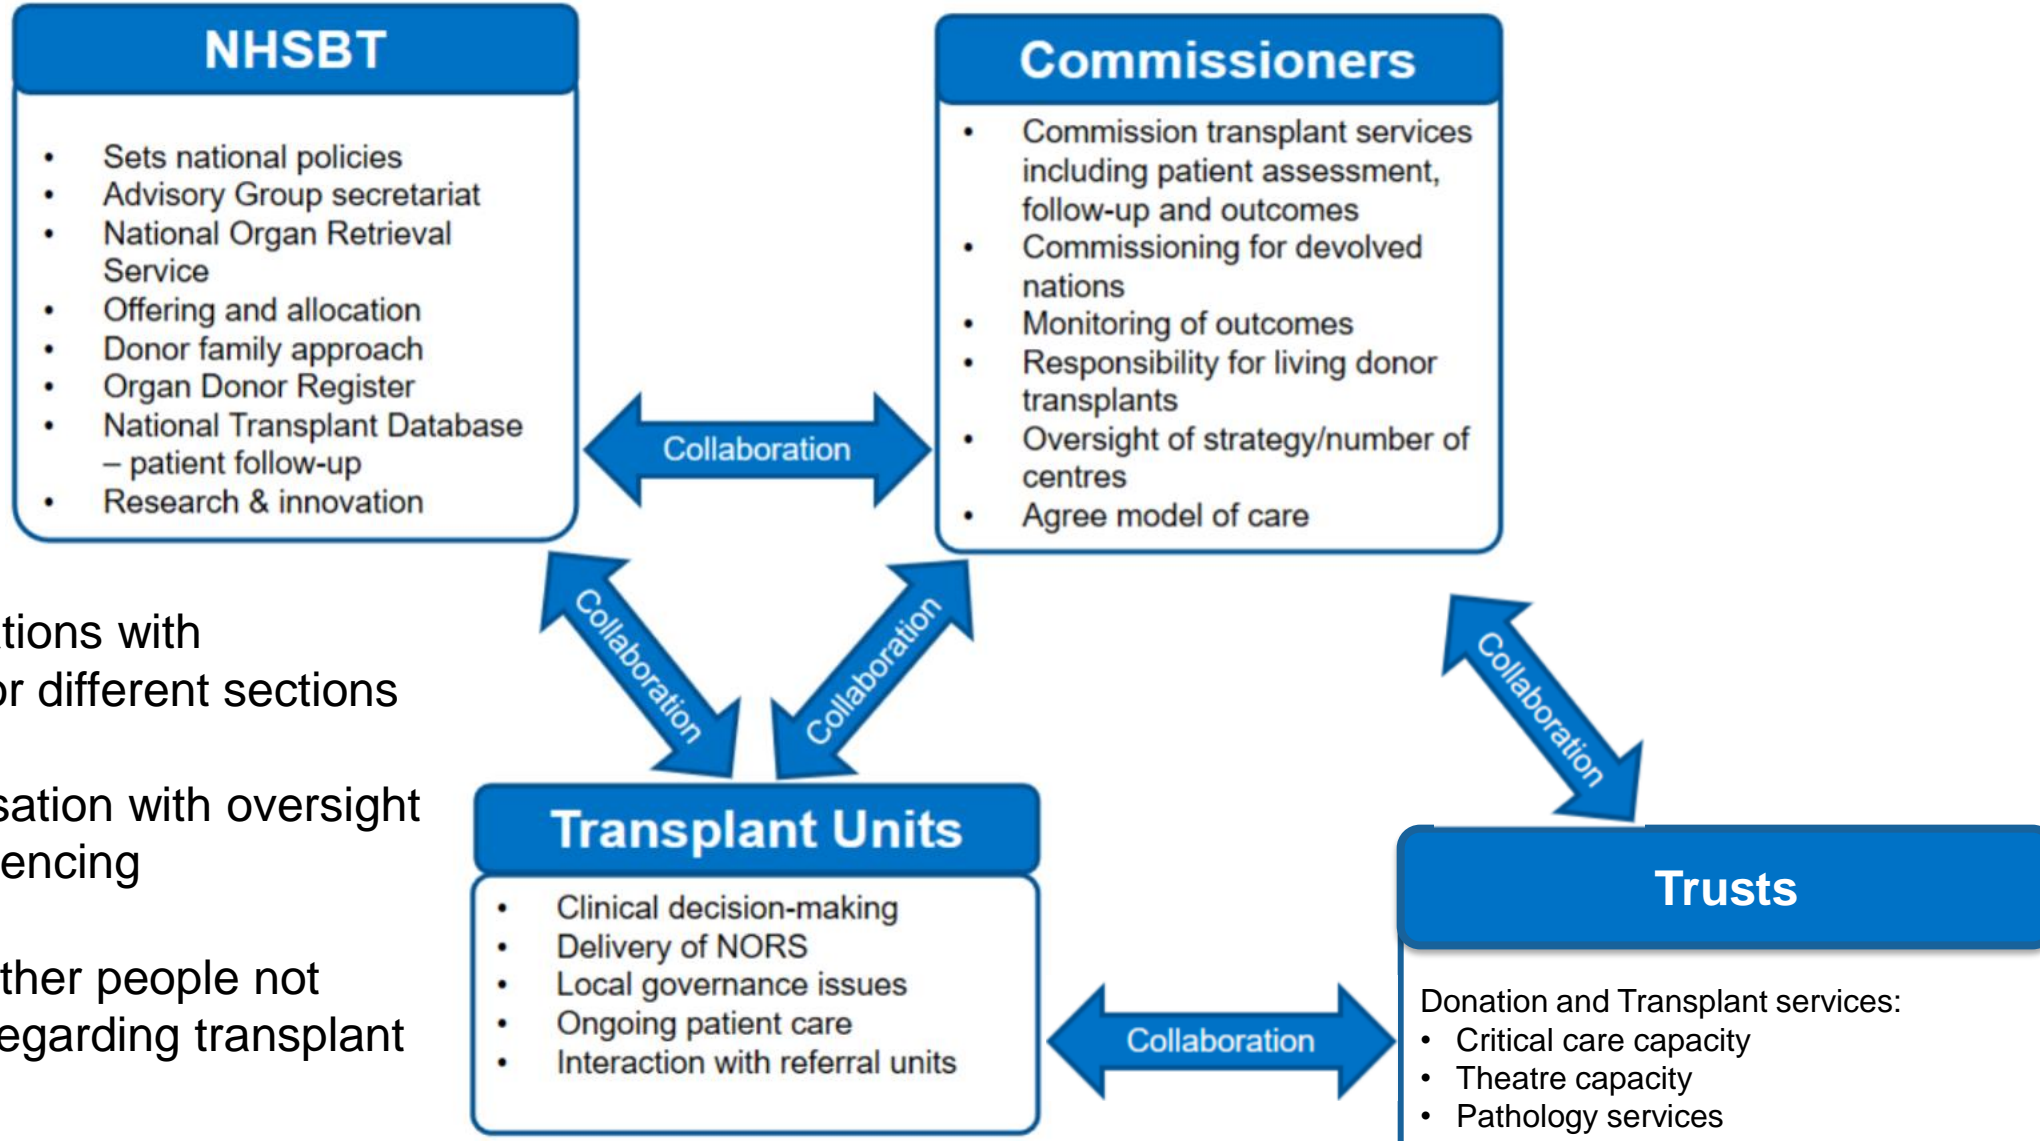 NHSBT
• Sets national policies
• Advisory Group secretariat
• National Organ Retrieval
Service
• Offering and allocation
• Donor family approach
• Organ Donor Register
• National Transplant Database
– patient follow-up
• Research & innovation
Collaboration
Commissioners
• Commission transplant services
including patient assessment,
follow-up and outcomes
• Commissioning for devolved
nations
• Monitoring of outcomes
• Responsibility for living donor
transplants
• Oversight of strategy/number of
centres
• Agree model of care
Collaboration
Collaboration
Collaboration
with
different sections
with oversight
people not
transplant
Transplant Units
• Clinical decision-making
• Delivery of NORS
• Local governance issues
• Ongoing patient care
• Interaction with referral units
Collaboration
Trusts
Donation and Transplant services:
• Critical care capacity
• Theatre capacity
• Pathology services